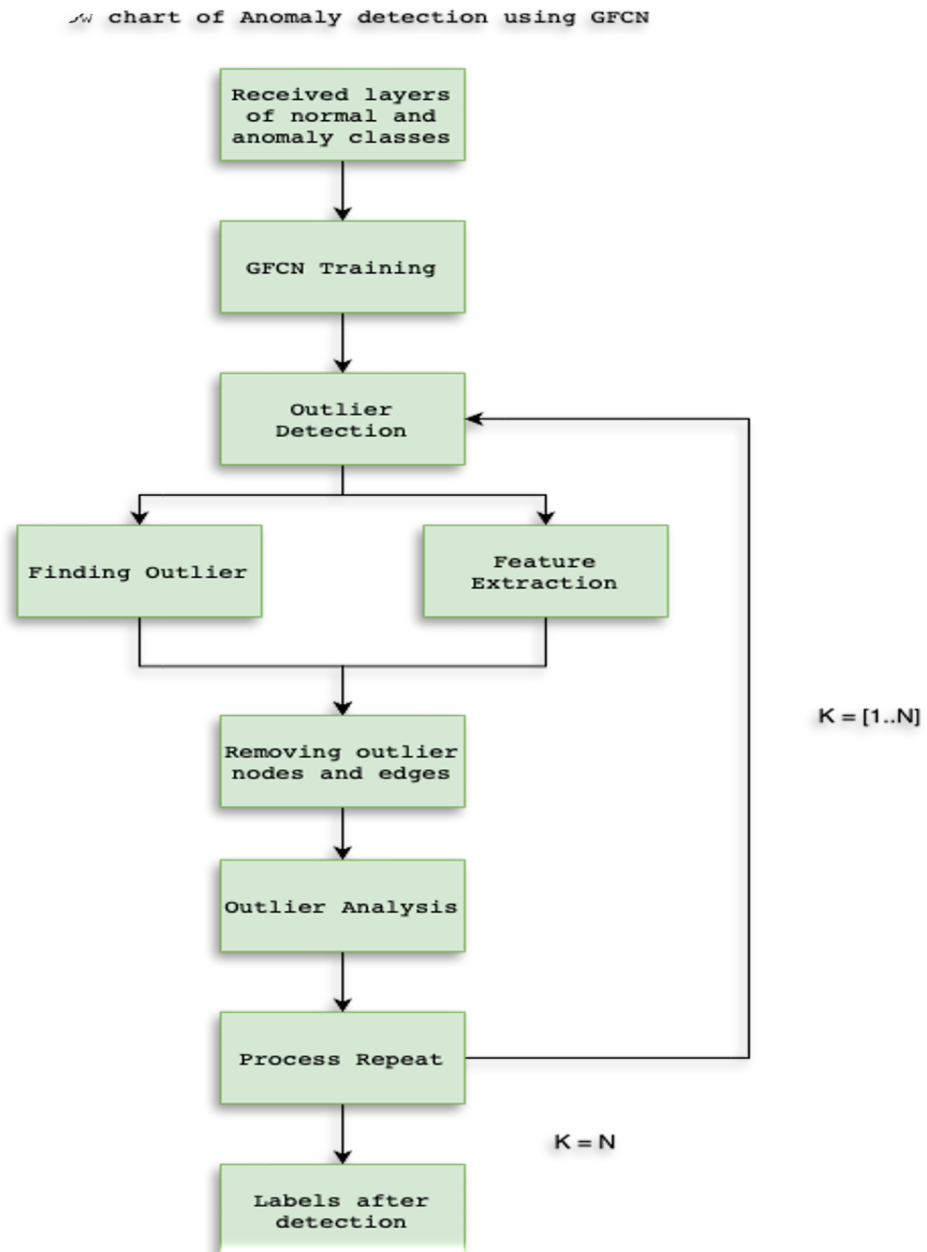 chart of Anomaly detection using GFCN
Received layers
of normal and
anomaly classes
GFCN Training
Outlier
Detection
Finding Outlier
Feature
Extraction
K = [1..N]
Removing outlier
nodes and edges
Outlier Analysis
Process Repeat
K = N
Labels after
detection